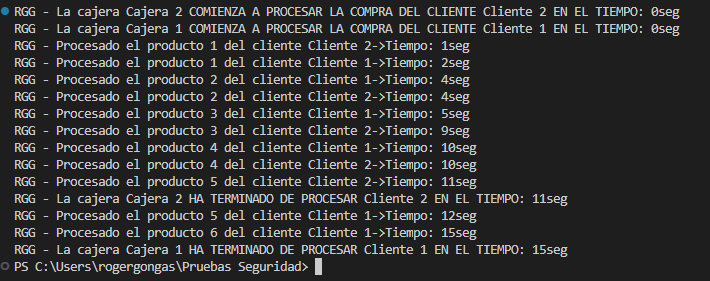 RGG - La cajera Cajera 2 COMIENZA A PROCESAR LA COMPRA DEL CLIENTE Cliente 2 EN EL TIEMPO: 0seg
RGG - La cajera Cajera 1 COMIENZA A PROCESAR LA COMPRA DEL CLIENTE Cliente 1 EN EL TIEMPO: 0seg
RGG - Procesado el producto 1 del cliente Cliente 2->Tiempo: 1seg
RGG - Procesado el producto 1 del cliente Cliente 1->Tiempo: 2seg
RGG - Procesado el producto 2 del cliente Cliente 1->Tiempo: 4seg
RGG - Procesado el producto 2 del cliente Cliente 2->Tiempo: 4seg
RGG - Procesado el producto 3 del cliente Cliente 1->Tiempo: 5seg
RGG - Procesado el producto 3 del cliente Cliente 2->Tiempo: 9seg
RGG - Procesado el producto 4 del cliente Cliente 1->Tiempo: 10seg
RGG - Procesado el producto 4 del cliente Cliente 2->Tiempo: 10seg
RGG - Procesado el producto 5 del cliente Cliente 2->Tiempo: 11seg
RGG - La cajera Cajera 2 HA TERMINADO DE PROCESAR Cliente 2 EN EL TIEMPO: 11seg
RGG - Procesado el producto 5 del cliente Cliente 1->Tiempo: 12seg
RGG - Procesado el producto 6 del cliente Cliente 1->Tiempo: 15seg
RGG - La cajera Cajera 1 HA TERMINADO DE PROCESAR Cliente 1 EN EL TIEMPO: 15seg
PS C:\Users\rogergongas\Pruebas Seguridad>